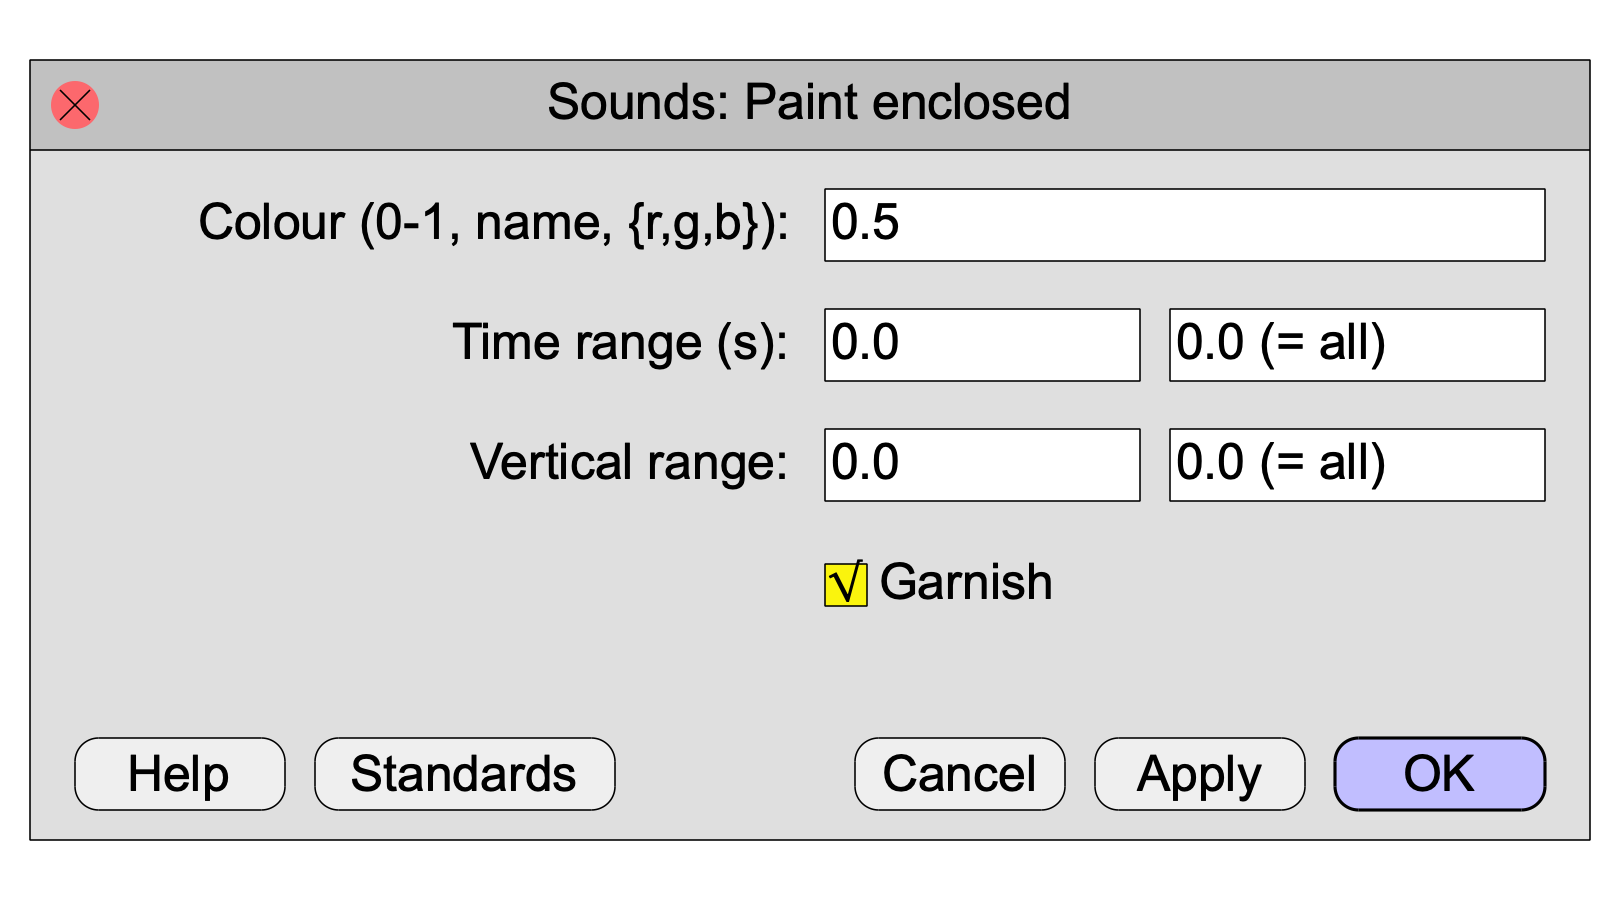 Sounds: Paint enclosed
Colour (0-1, name, {r,g,b}): 0.5
Time range (s): 0.0 0.0 (= all)
Vertical range: 0.0 0.0 (= all)
√ Garnish
Help Standards Cancel Apply OK